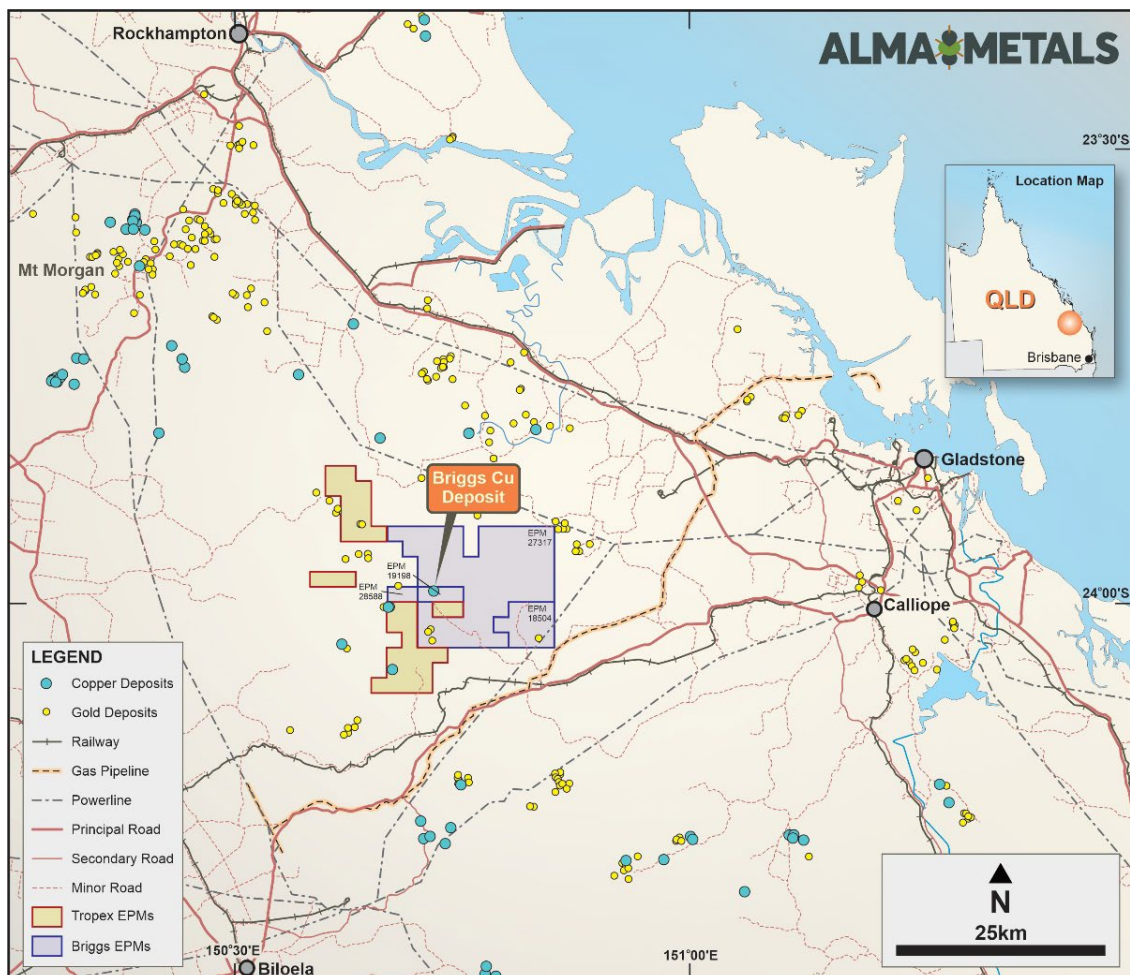 Rockhampton
ALMA METALS
23°30'S
Location Map
QLD
Brisbane
Mt Morgan
Gladstone
Briggs Cu
Deposit
EPM
27317
EPM
19198
EPM
28588
EPM
18504
24°00'S
Calliope
LEGEND
Copper Deposits
Gold Deposits
Railway
Gas Pipeline
Powerline
Principal Road
Secondary Road
Minor Road
Tropex EPMs
Briggs EPMs
N
25km
150°30'E
151°00'E
Biloela